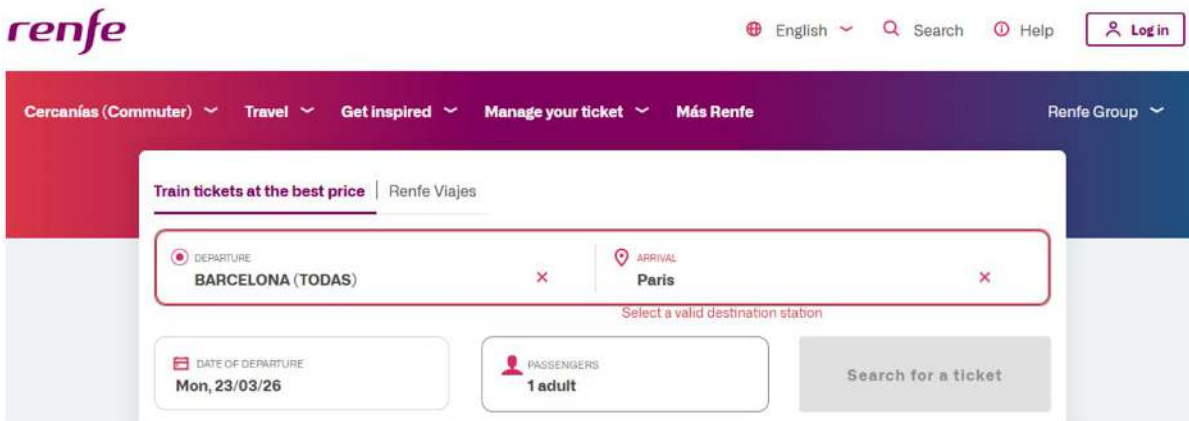 renfe
English Search Help Log in
Cercanías (Commuter) Travel Get inspired Manage your ticket Más Renfe Renfe Group
Train tickets at the best price | Renfe Viajes
DEPARTURE ARRIVAL
BARCELONA (TODAS) Paris
Select a valid destination station
DATE OF DEPARTURE PASSENGERS
Mon, 23/03/26 1 adult Search for a ticket